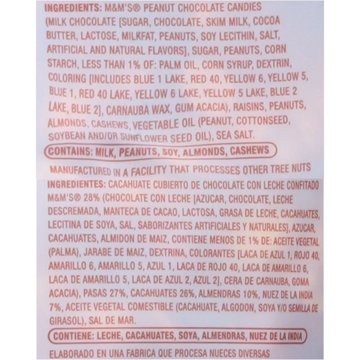 INGREDIENTS: M&M'S® PEANUT CHOCOLATE CANDIES
(MILK CHOCOLATE [SUGAR, CHOCOLATE, SKIM MILK, COCOA
BUTTER, LACTOSE, MILKFAT, PEANUTS, SOY LECITHIN, SALT,
ARTIFICIAL AND NATURAL FLAVORS], SUGAR, PEANUTS, CORN
STARCH, LESS THAN 1% OF: PALM OIL, CORN SYRUP, DEXTRIN,
COLORING [INCLUDES BLUE 1 LAKE, RED 40, YELLOW 6, YELLOW 5,
BLUE 1, RED 40 LAKE, YELLOW 6 LAKE, YELLOW 5 LAKE, BLUE 2
LAKE, BLUE 2], CARNAUBA WAX, GUM ACACIA), RAISINS, PEANUTS,
ALMONDS, CASHEWS, VEGETABLE OIL (PEANUT, COTTONSEED,
SOYBEAN AND/OR SUNFLOWER SEED OIL), SEA SALT.
CONTAINS: MILK, PEANUTS, SOY, ALMONDS, CASHEWS
MANUFACTURED IN A FACILITY THAT PROCESSES OTHER TREE NUTS
INGREDIENTES: CACAHUATE CUBIERTO DE CHOCOLATE CON LECHE CONFITADO
M&M'S® 28% (CHOCOLATE CON LECHE [AZUCAR, CHOCOLATE, LECHE
DESCREMADA, MANTECA DE CACAO, LACTOSA, GRASA DE LECHE, CACAHUATES,
LECITINA DE SOYA, SAL, SABORIZANTES ARTIFICIALES Y NATURALES], AZUCAR,
CACAHUATES, ALMIDON DE MAIZ, CONTIENE MENOS DE 1% DE: ACEITE VEGETAL
(PALMA), JARABE DE MAIZ, DEXTRINA, COLORANTES [LACA DE AZUL 1, ROJO 40,
AMARILLO 6, AMARILLO 5, AZUL 1, LACA DE ROJO 40, LACA DE AMARILLO 6,
LACA DE AMARILLO 5, LACA DE AZUL 2, AZUL 2], CERA DE CARNAUBA, GOMA
ACACIA), PASAS 27%, CACAHUATES 26%, ALMENDRAS 10%, NUEZ DE LA INDIA
7%, ACEITE VEGETAL COMESTIBLE (CACAHUATE, ALGODON, SOYA Y/O SEMILLA DE
GIRASOL), SAL DE MAR.
CONTIENE: LECHE, CACAHUATES, SOYA, ALMENDRAS, NUEZ DE LA INDIA
ELABORADO EN UNA FABRICA QUE PROCESA NUECES DIVERSAS